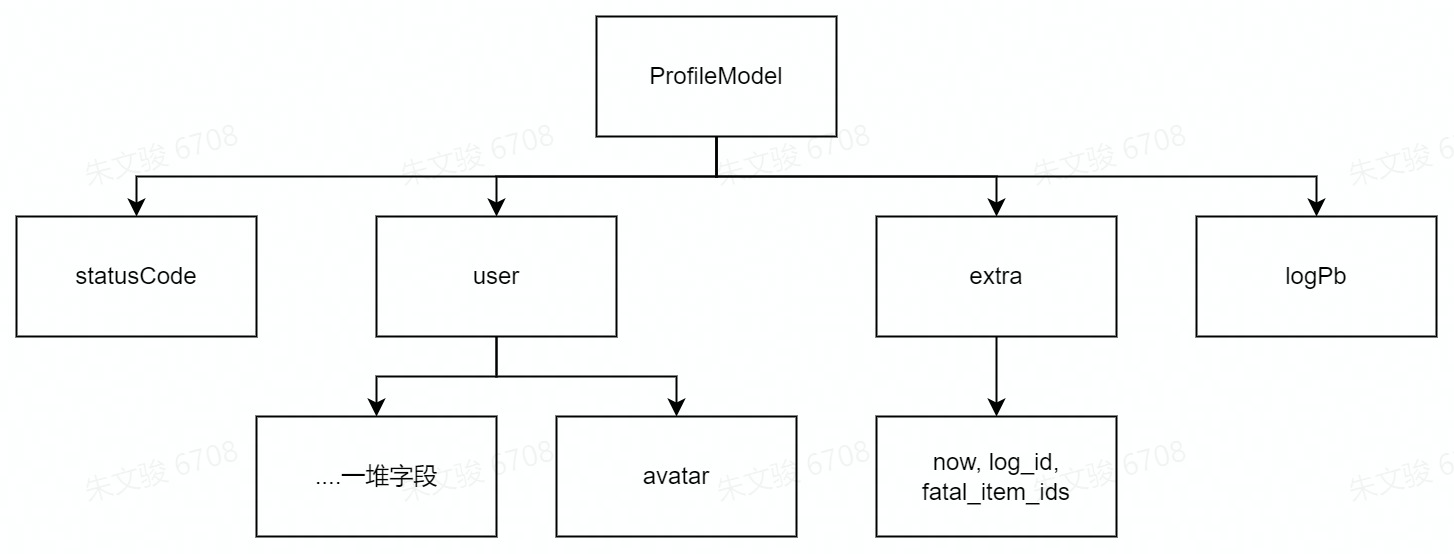 ProfileModel
朱文骏 6708
朱文骏 6708
朱文骏 6708
朱文骏 6708
朱文骏 6
statusCode
user
extra
logPb
....一堆字段
avatar
now, log_id,
fatal_item_ids
朱文骏 6708
朱文骏 6708
朱文骏 6708
朱文骏 6708
朱文骏 6